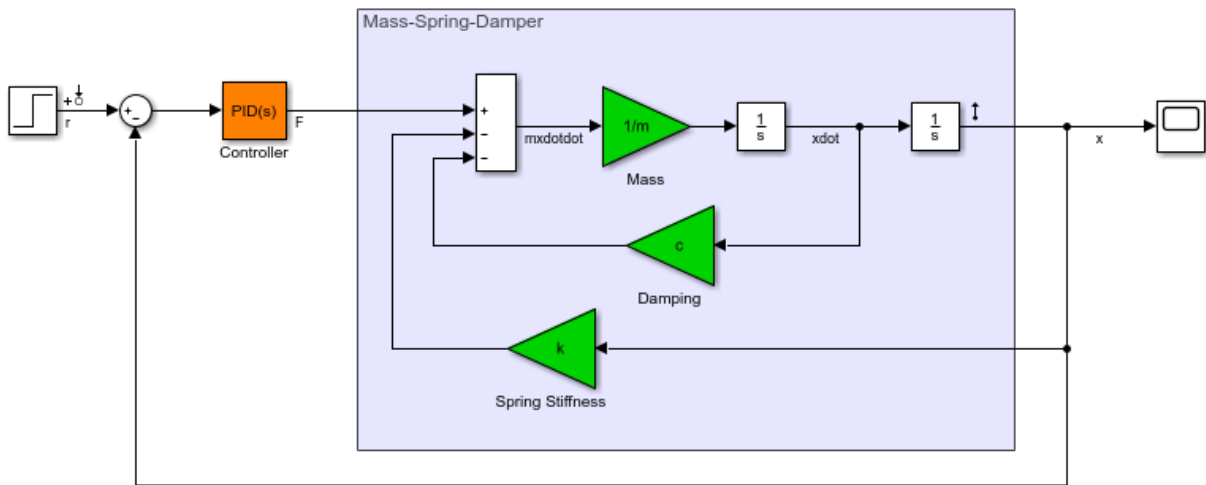 Mass-Spring-Damper
+
r
+
−
PID(s)
Controller
F
+
−
−
mxdotdot
1/m
Mass
1
s
xdot
1
s
x
c
Damping
k
Spring Stiffness